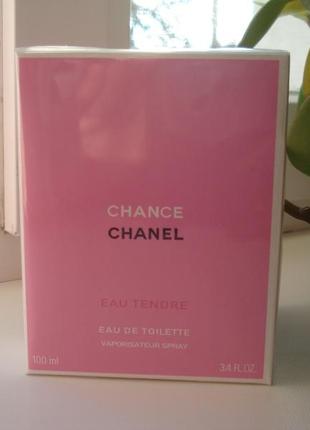 CHANCE
CHANEL
EAU TENDRE
EAU DE TOILETTE
VAPORISATEUR SPRAY
100 ml
3.4 FL.OZ.